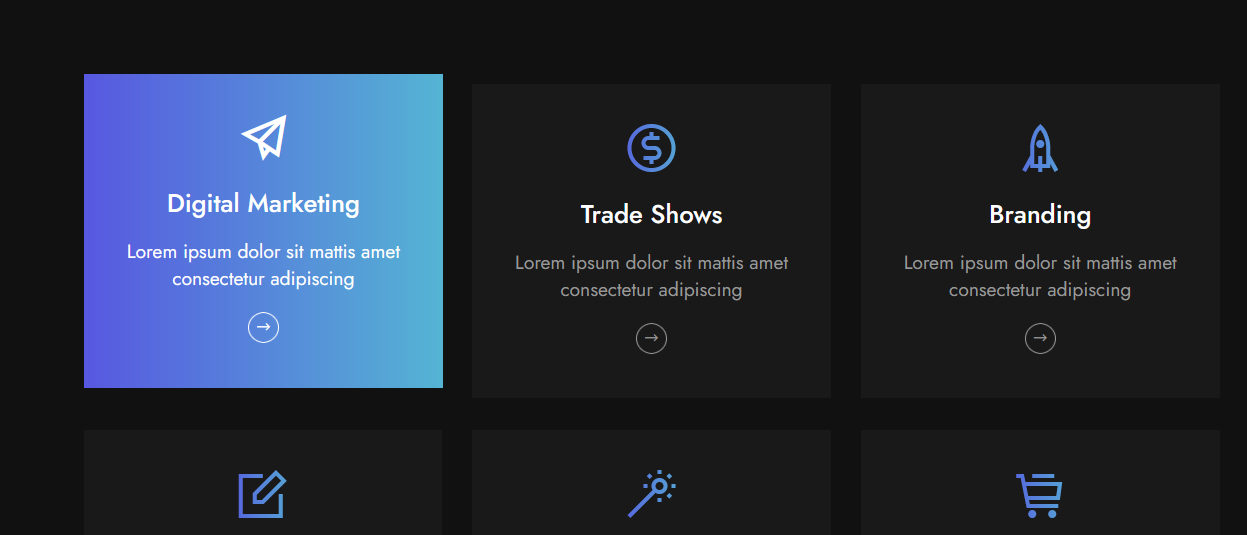 Digital Marketing
Lorem ipsum dolor sit mattis amet
consectetur adipiscing
Trade Shows
Lorem ipsum dolor sit mattis amet
consectetur adipiscing
Branding
Lorem ipsum dolor sit mattis amet
consectetur adipiscing